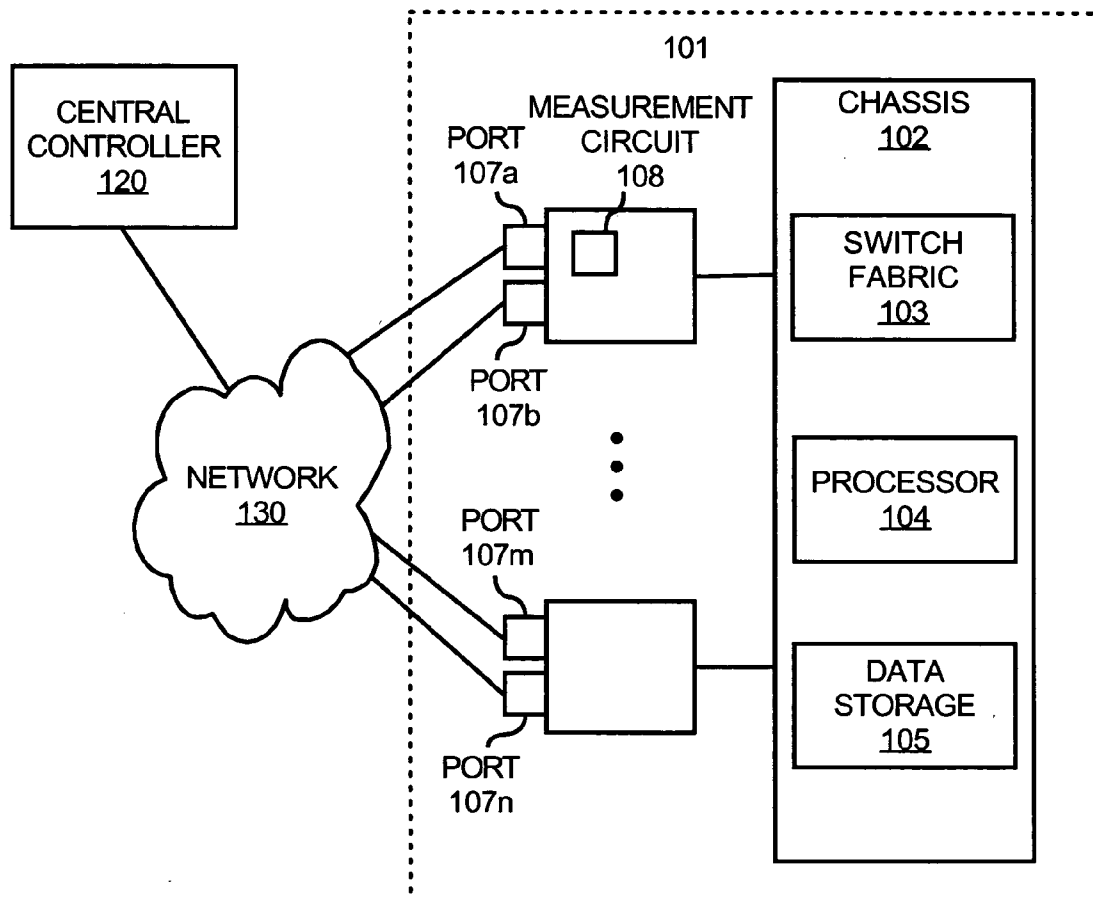 101
CENTRAL
CONTROLLER
120
PORT
107a
MEASUREMENT
CIRCUIT
108
CHASSIS
102
SWITCH
FABRIC
103
PORT
107b
NETWORK
130
PROCESSOR
104
PORT
107m
DATA
STORAGE
105
PORT
107n